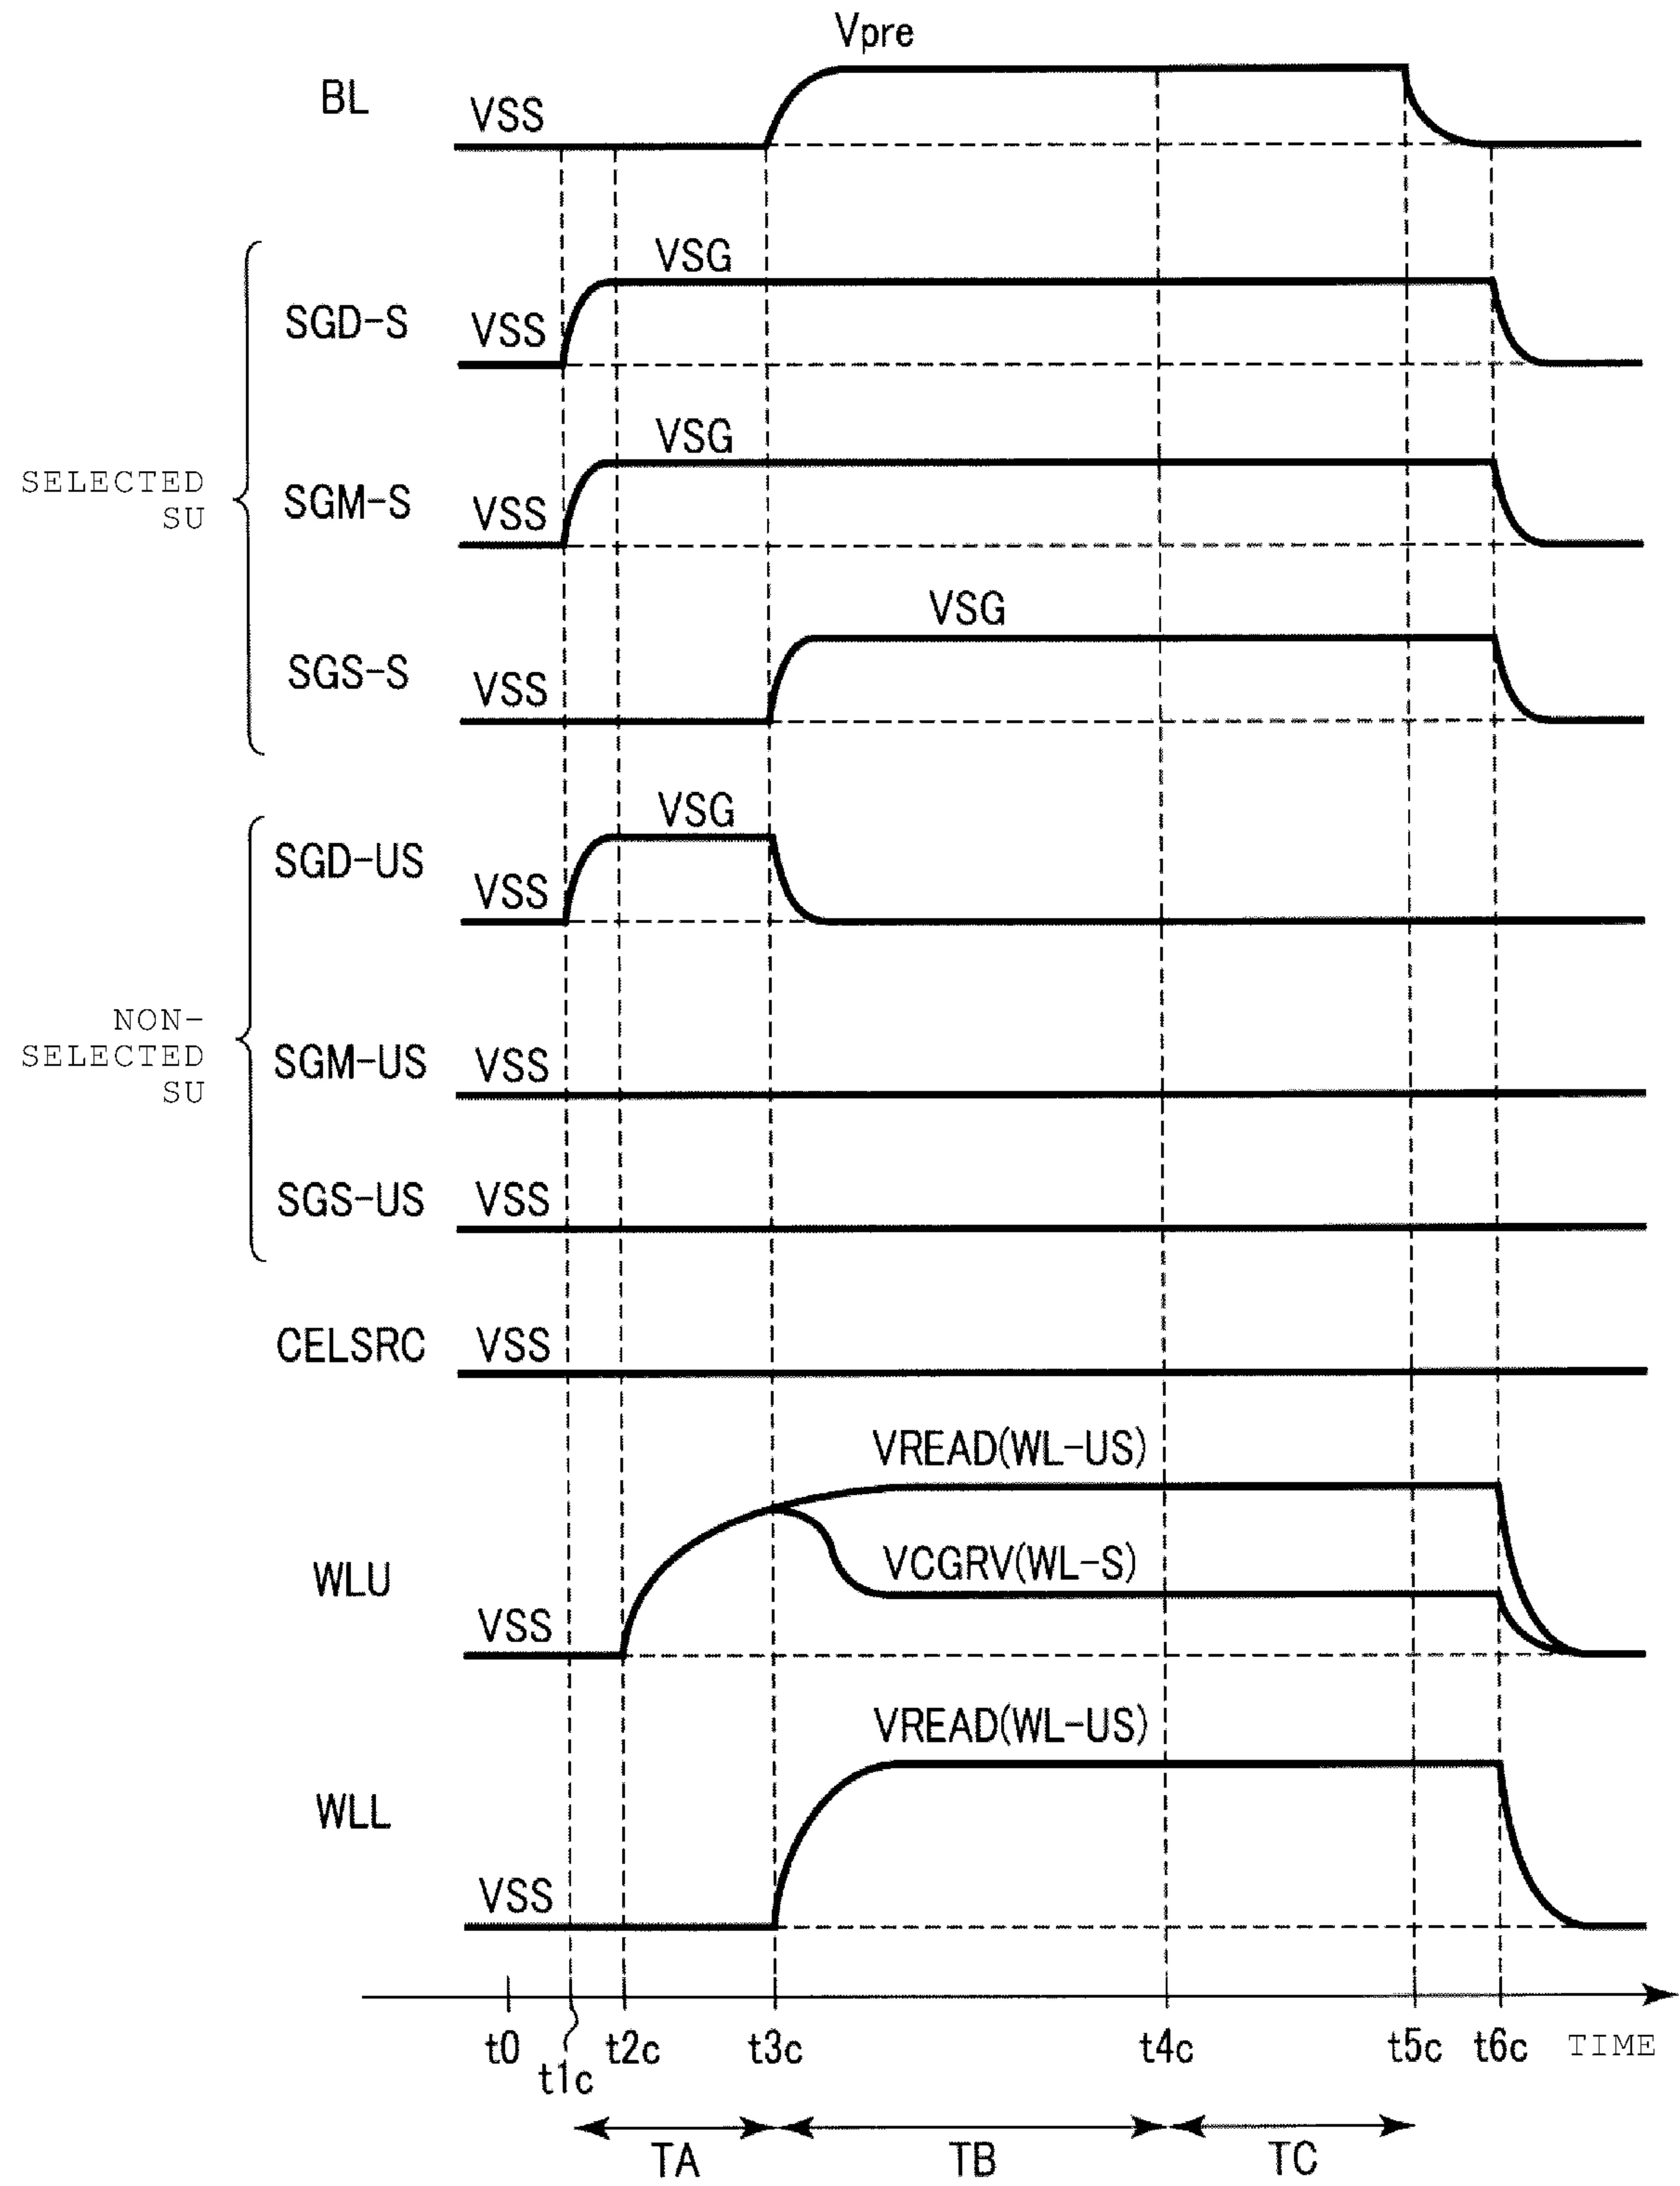 Vpre
BL
VSS
VSG
SGD-S
VSS
VSG
SELECTED
SU
SGM-S
VSS
VSG
SGS-S
VSS
VSG
SGD-US
VSS
NON-
SELECTED
SU
SGM-US
VSS
SGS-US
VSS
CELSRC
VSS
VREAD(WL-US)
VCGRV(WL-S)
WLU
VSS
VREAD(WL-US)
WLL
VSS
t0
t1c
t2c
t3c
t4c
t5c
t6c
TIME
TA
TB
TC